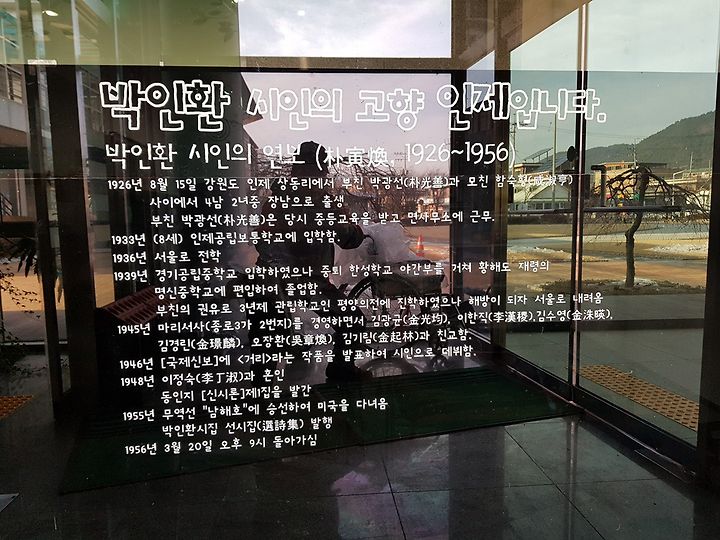 박인환 시인의 고향 인제입니다.
박인환 시인의 연보 (朴寅煥, 1926~1956)
1926년 8월 15일 강원도 인제 상동리에서 부친 박광선(朴光善)과 모친 함숙형(咸淑亨)
사이에서 4남 2녀중 장남으로 출생
부친 박광선(朴光善)은 당시 중등교육을 받고 면사무소에 근무.
1933년 (8세) 인제공립보통학교에 입학함.
1936년 서울로 전학
1939년 경기공립중학교 입학하였으나 중퇴 한성학교 야간부를 거쳐 황해도 재령의
명신중학교에 편입하여 졸업함.
부친의 권유로 3년제 관립학교인 평양의전에 진학하였으나 해방이 되자 서울로 내려옴
1945년 마리서사(종로3가 2번지)를 경영하면서 김광균(金光均), 이한직(李漢稷),김수영(金洙暎),
김경린(金璟麟), 오장환(吳章煥), 김기림(金起林)과 친교함.
1946년 [국제신보]에 <거리>라는 작품을 발표하여 시인으로 데뷔함.
1948년 이정숙(李丁淑)과 혼인
동인지 [신시론]제1집을 발간
1955년 무역선 "남해호"에 승선하여 미국을 다녀옴
박인환시집 선시집(選詩集) 발행
1956년 3월 20일 오후 9시 돌아가심